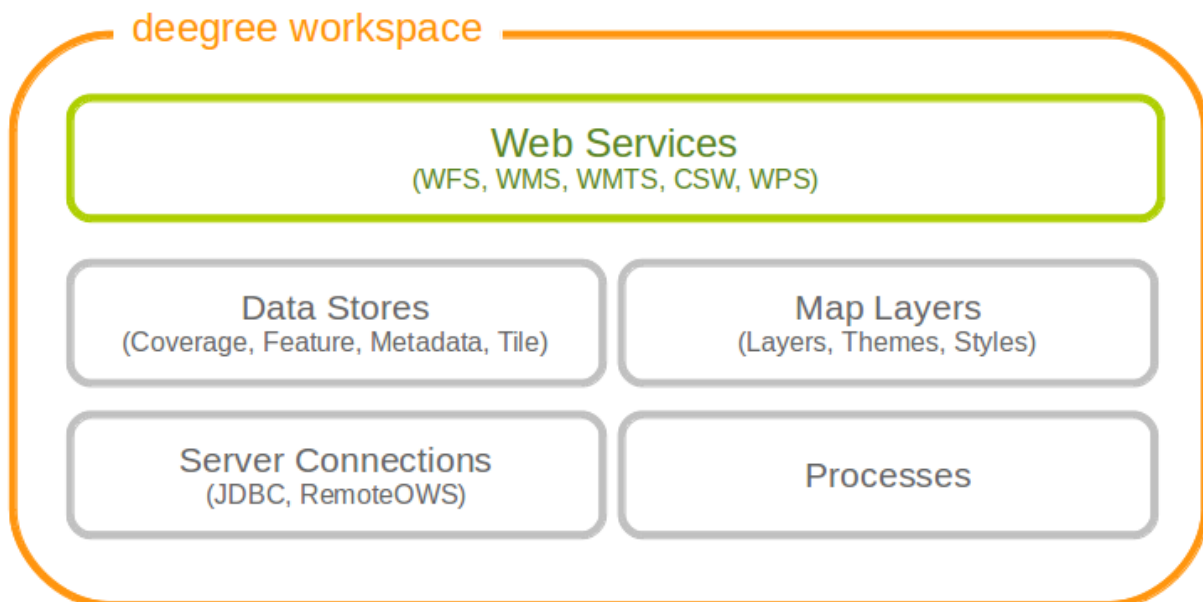 deegree workspace
Web Services
(WFS, WMS, WMTS, CSW, WPS)
Data Stores
(Coverage, Feature, Metadata, Tile)
Map Layers
(Layers, Themes, Styles)
Server Connections
(JDBC, RemoteOWS)
Processes